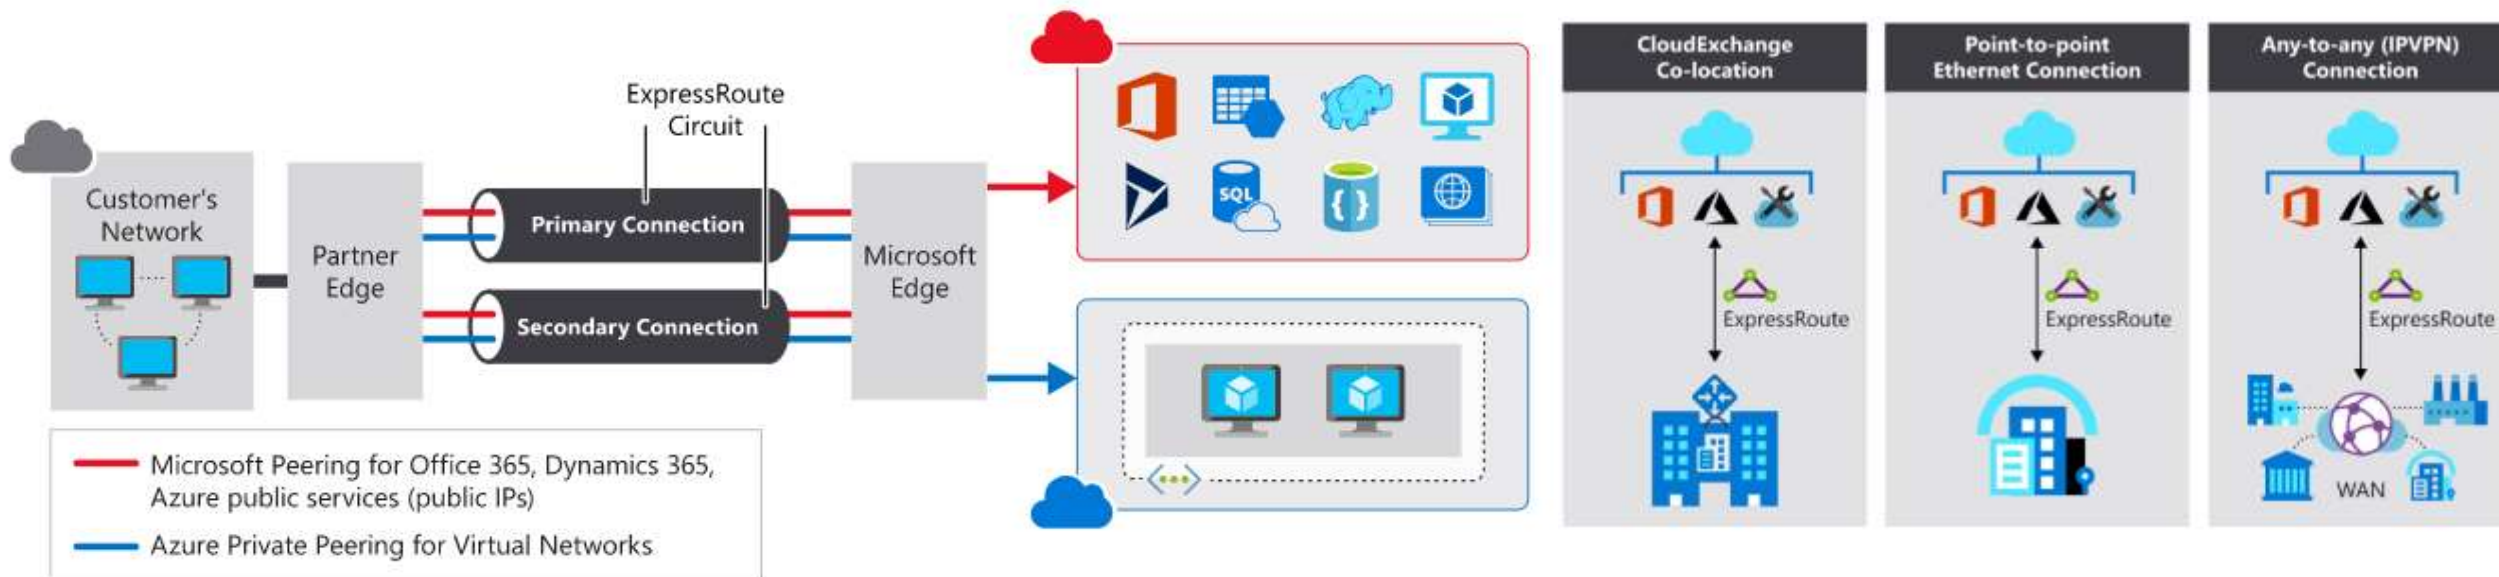 ExpressRoute
Circuit
Customer's
Network
Partner
Edge
Primary Connection
Secondary Connection
Microsoft
Edge
SQL
{ }
Microsoft Peering for Office 365, Dynamics 365,
Azure public services (public IPs)
Azure Private Peering for Virtual Networks
CloudExchange
Co-location
ExpressRoute
Point-to-point
Ethernet Connection
ExpressRoute
Any-to-any (IPVPN)
Connection
ExpressRoute
WAN